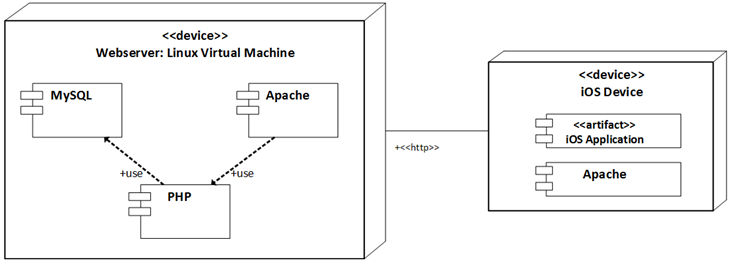 <<device>>
Webserver: Linux Virtual Machine
MySQL
Apache
+use
+use
PHP
+<<http>>
<<device>>
iOS Device
<<artifact>>
iOS Application
Apache